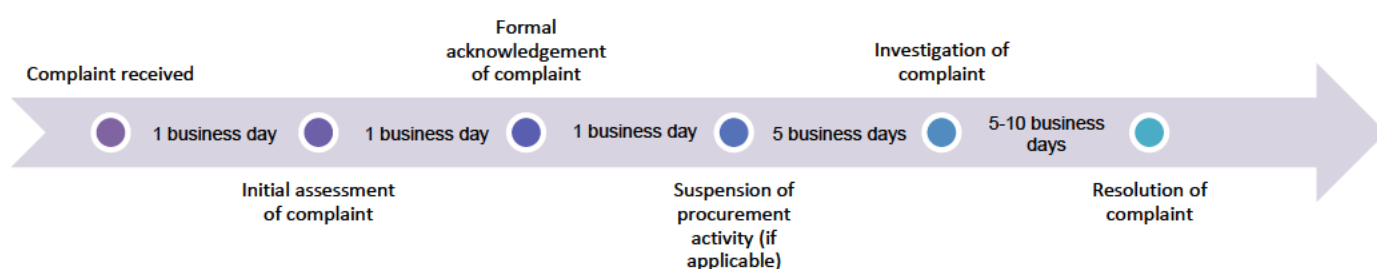 Complaint received
1 business day
Initial assessment
of complaint
1 business day
Formal
acknowledgement
of complaint
1 business day
Suspension of
procurement
activity (if
applicable)
5 business days
Investigation of
complaint
5-10 business
days
Resolution of
complaint